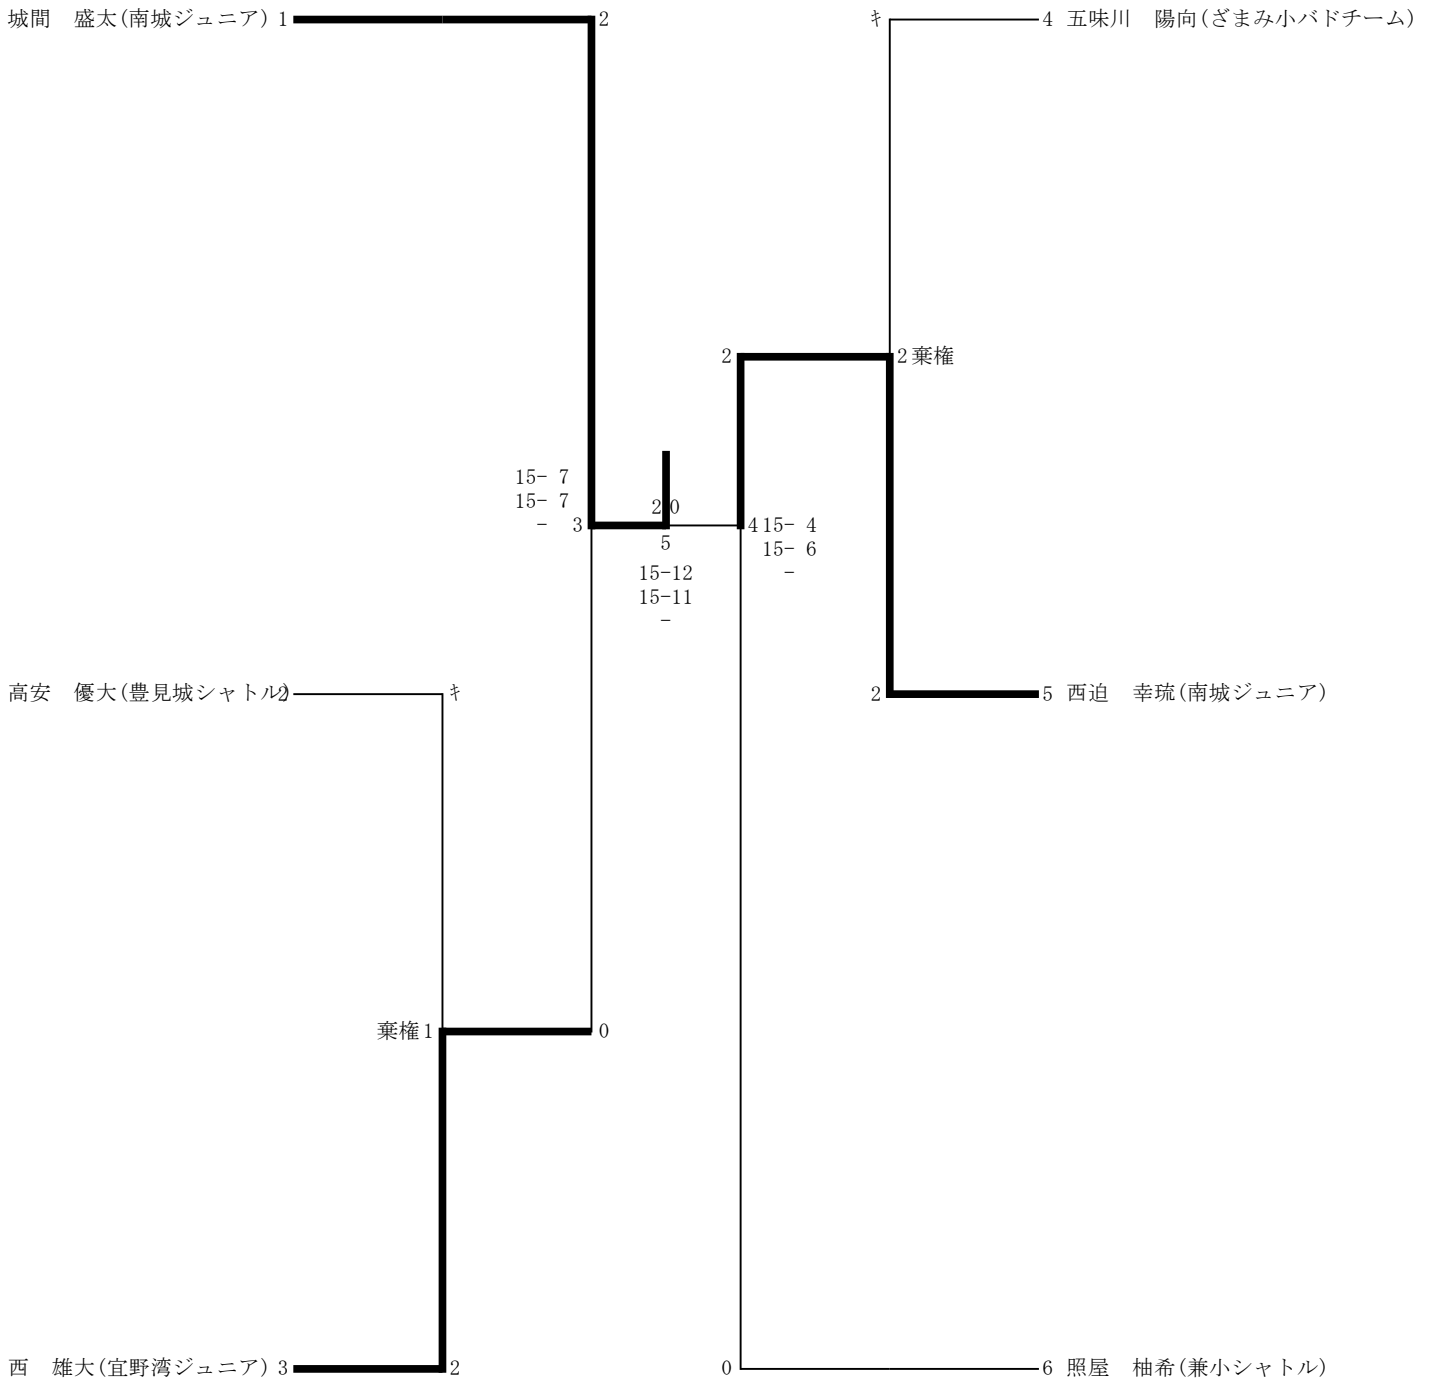 城間　盛太(南城ジュニア) 1
2
キ
4 五味川　陽向(ざまみ小バドチーム)
2
2 棄権
15- 7
15- 7
- 3
2 0
5
15-12
15-11
-
4 15- 4
15- 6
-
高安　優大(豊見城シャトル) 2
キ
2
5 西迫　幸琉(南城ジュニア)
棄権 1
0
西　雄大(宜野湾ジュニア) 3
2
0
6 照屋　柚希(兼小シャトル)